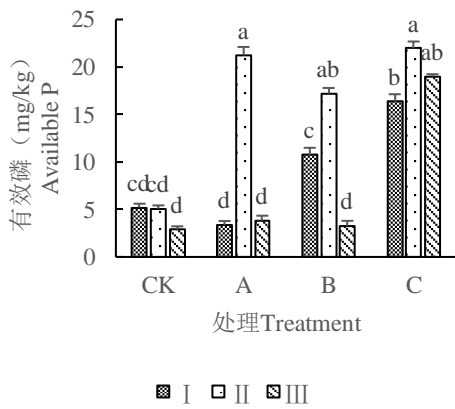 有效磷（mg/kg）
Available P
25
20
15
10
5
0
cd cd d
d a d
c ab d
b a ab
CK A B C
处理Treatment
I II III